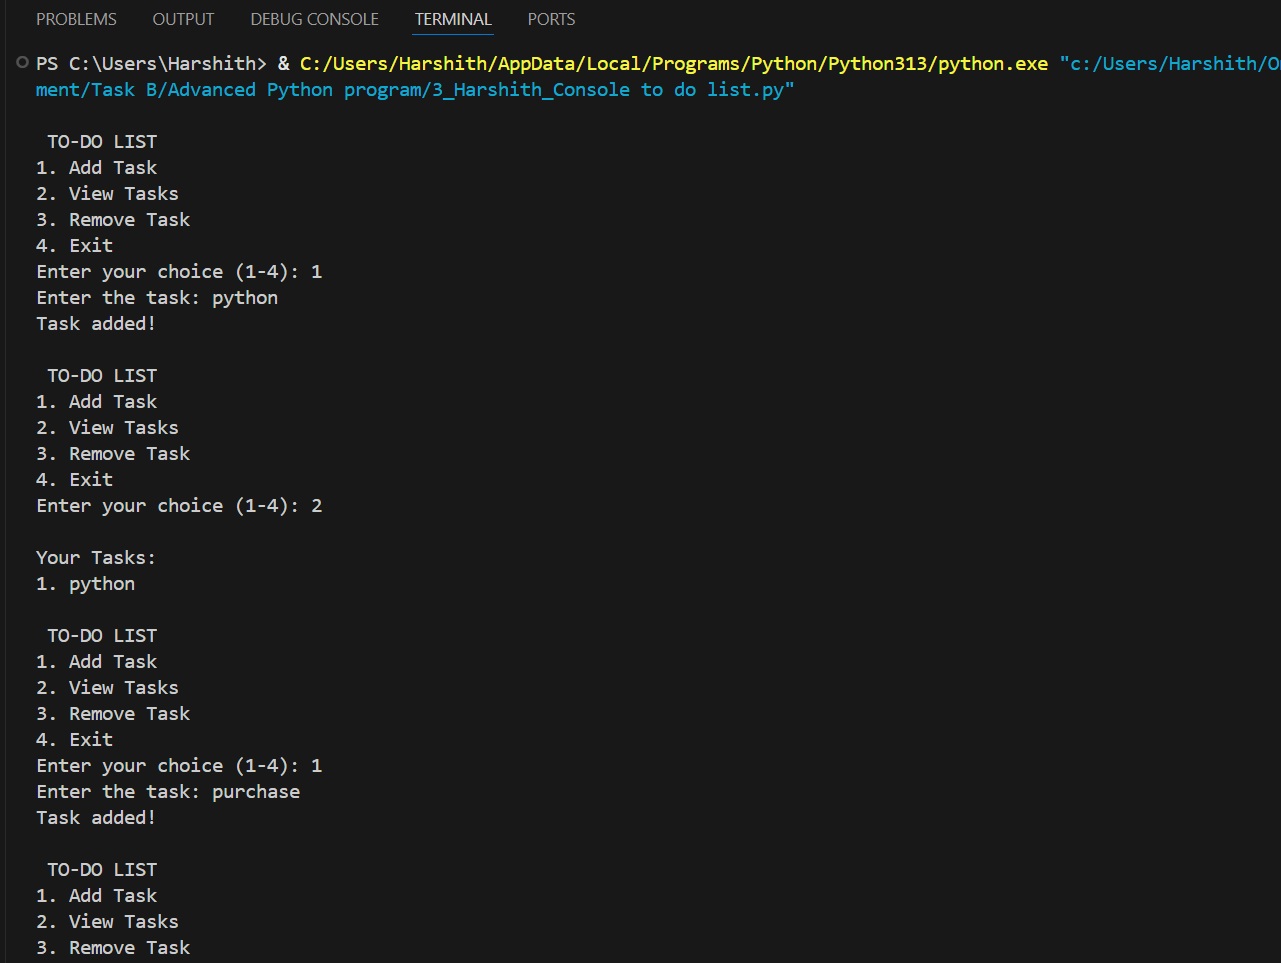 PROBLEMS OUTPUT DEBUG CONSOLE TERMINAL PORTS
PS C:\Users\Harshith> & C:/Users/Harshith/AppData/Local/Programs/Python/Python313/python.exe "c:/Users/Harshith/O
ment/Task B/Advanced Python program/3_Harshith_Console to do list.py"
TO-DO LIST
1. Add Task
2. View Tasks
3. Remove Task
4. Exit
Enter your choice (1-4): 1
Enter the task: python
Task added!
TO-DO LIST
1. Add Task
2. View Tasks
3. Remove Task
4. Exit
Enter your choice (1-4): 2
Your Tasks:
1. python
TO-DO LIST
1. Add Task
2. View Tasks
3. Remove Task
4. Exit
Enter your choice (1-4): 1
Enter the task: purchase
Task added!
TO-DO LIST
1. Add Task
2. View Tasks
3. Remove Task